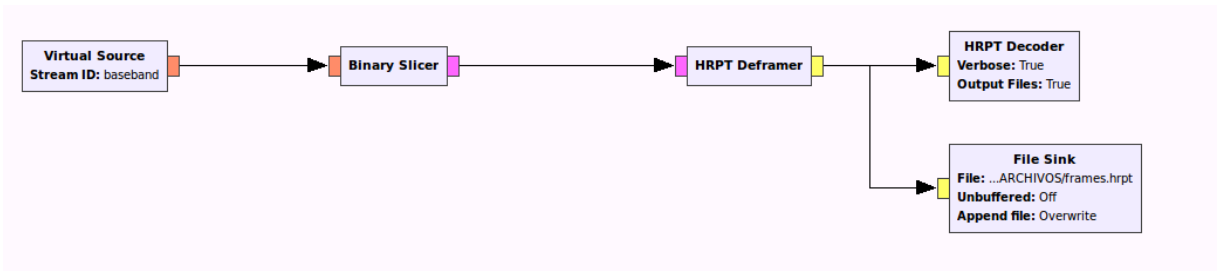 Virtual Source
Stream ID: baseband
Binary Slicer
HRPT Deframer
HRPT Decoder
Verbose: True
Output Files: True
File Sink
File: ...ARCHIVOS/frames.hrpt
Unbuffered: Off
Append file: Overwrite